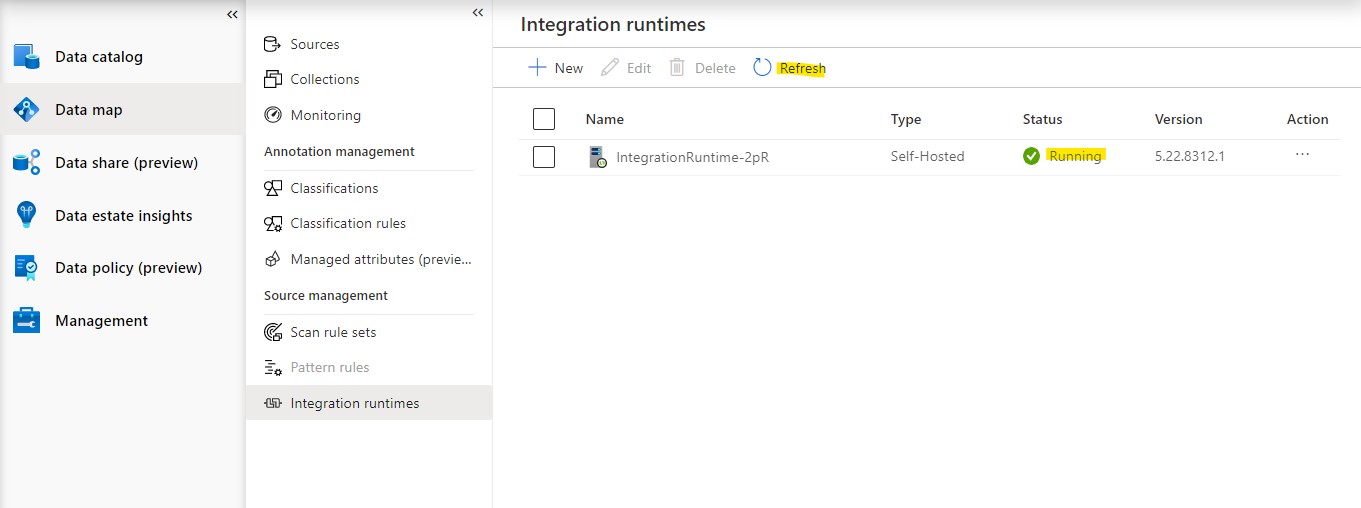 Data catalog
Data map
Data share (preview)
Data estate insights
Data policy (preview)
Management
Sources
Collections
Monitoring
Annotation management
Classifications
Classification rules
Managed attributes (previe...
Source management
Scan rule sets
Pattern rules
Integration runtimes
Integration runtimes
New Edit Delete Refresh
Name Type Status Version Action
IntegrationRuntime-2pR Self-Hosted Running 5.22.8312.1 ...